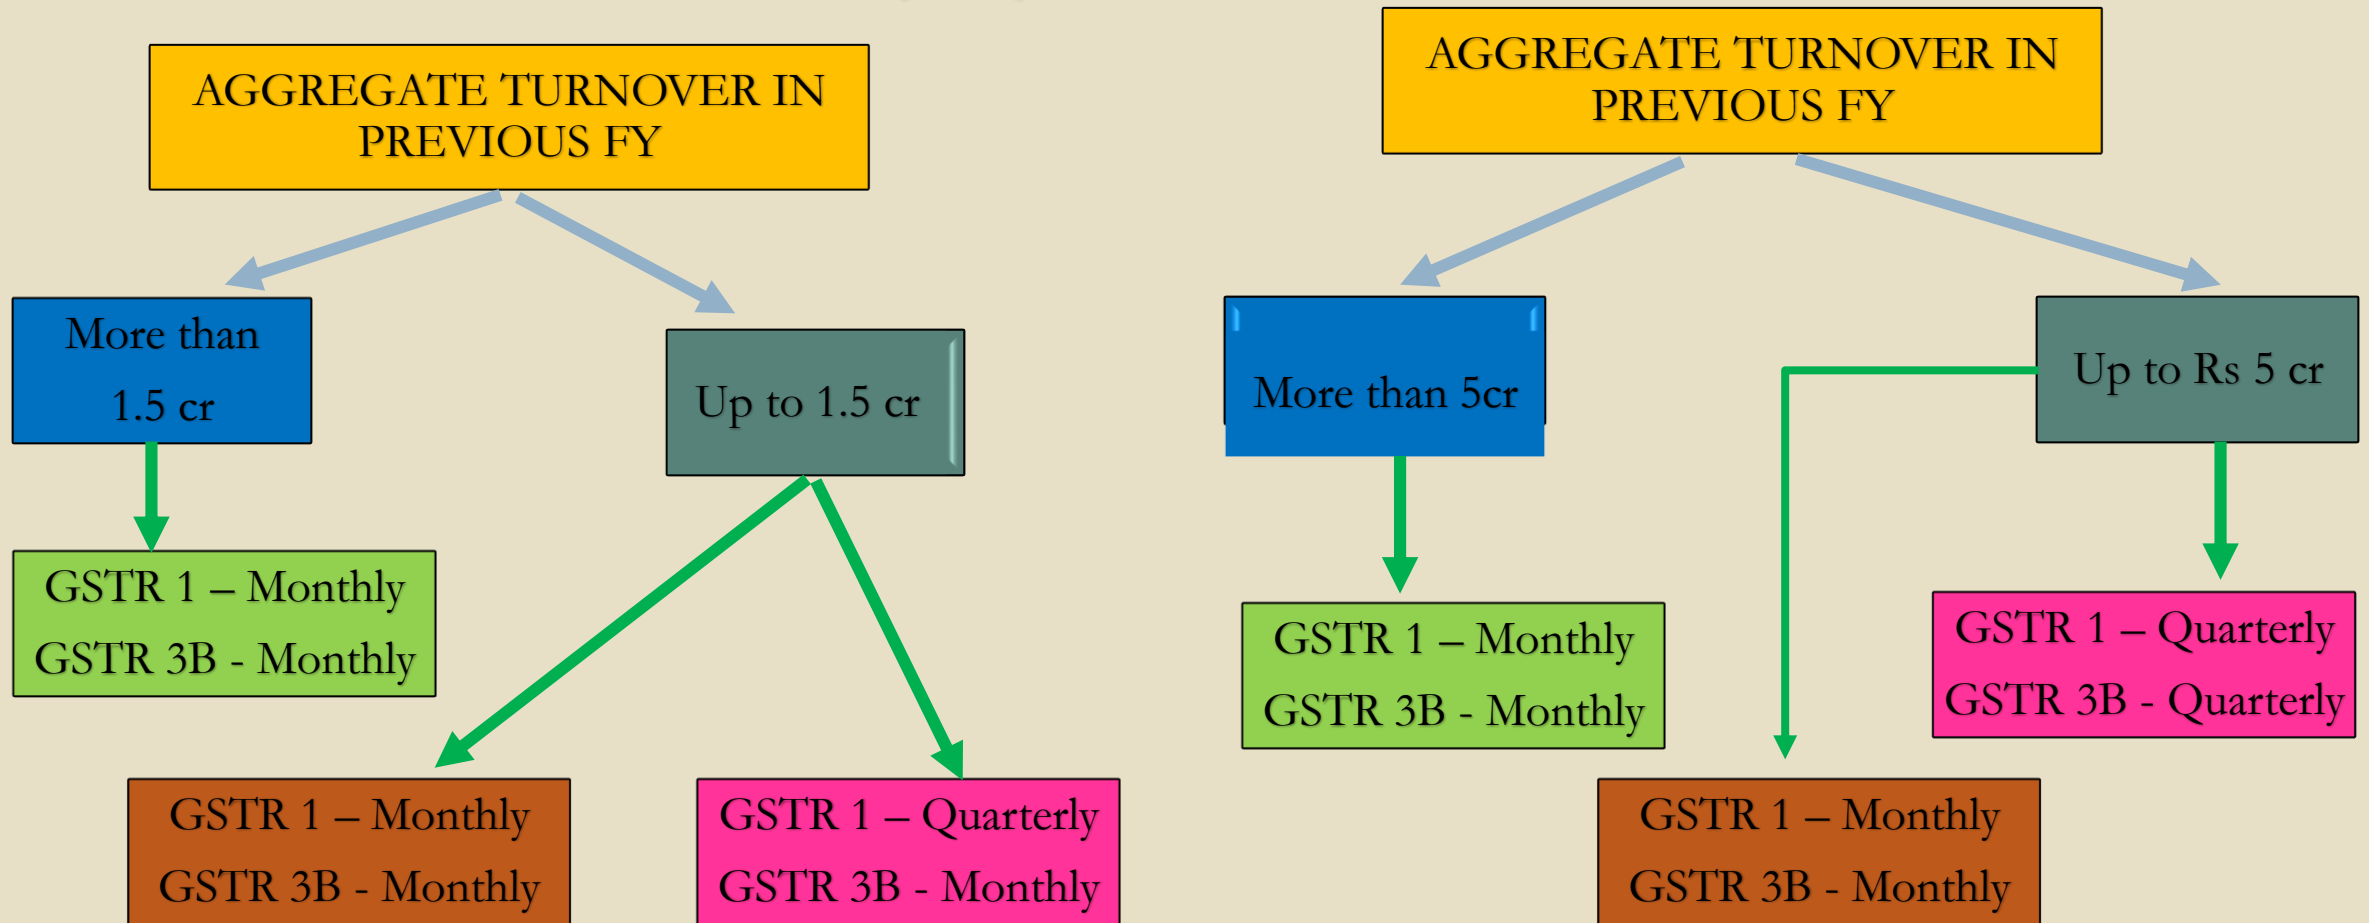 AGGREGATE TURNOVER IN
PREVIOUS FY
More than
1.5 cr
Up to 1.5 cr
GSTR 1 – Monthly
GSTR 3B - Monthly
GSTR 1 – Monthly
GSTR 3B - Monthly
GSTR 1 – Quarterly
GSTR 3B - Monthly
AGGREGATE TURNOVER IN
PREVIOUS FY
More than 5cr
Up to Rs 5 cr
GSTR 1 – Monthly
GSTR 3B - Monthly
GSTR 1 – Quarterly
GSTR 3B - Quarterly
GSTR 1 – Monthly
GSTR 3B - Monthly